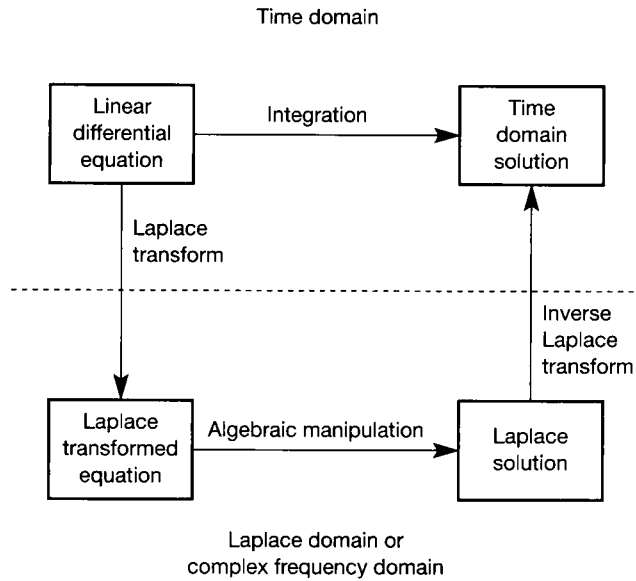 Time domain
Linear
differential
equation
Integration
Time
domain
solution
Laplace
transform
Inverse
Laplace
transform
Laplace
transformed
equation
Algebraic manipulation
Laplace
solution
Laplace domain or
complex frequency domain